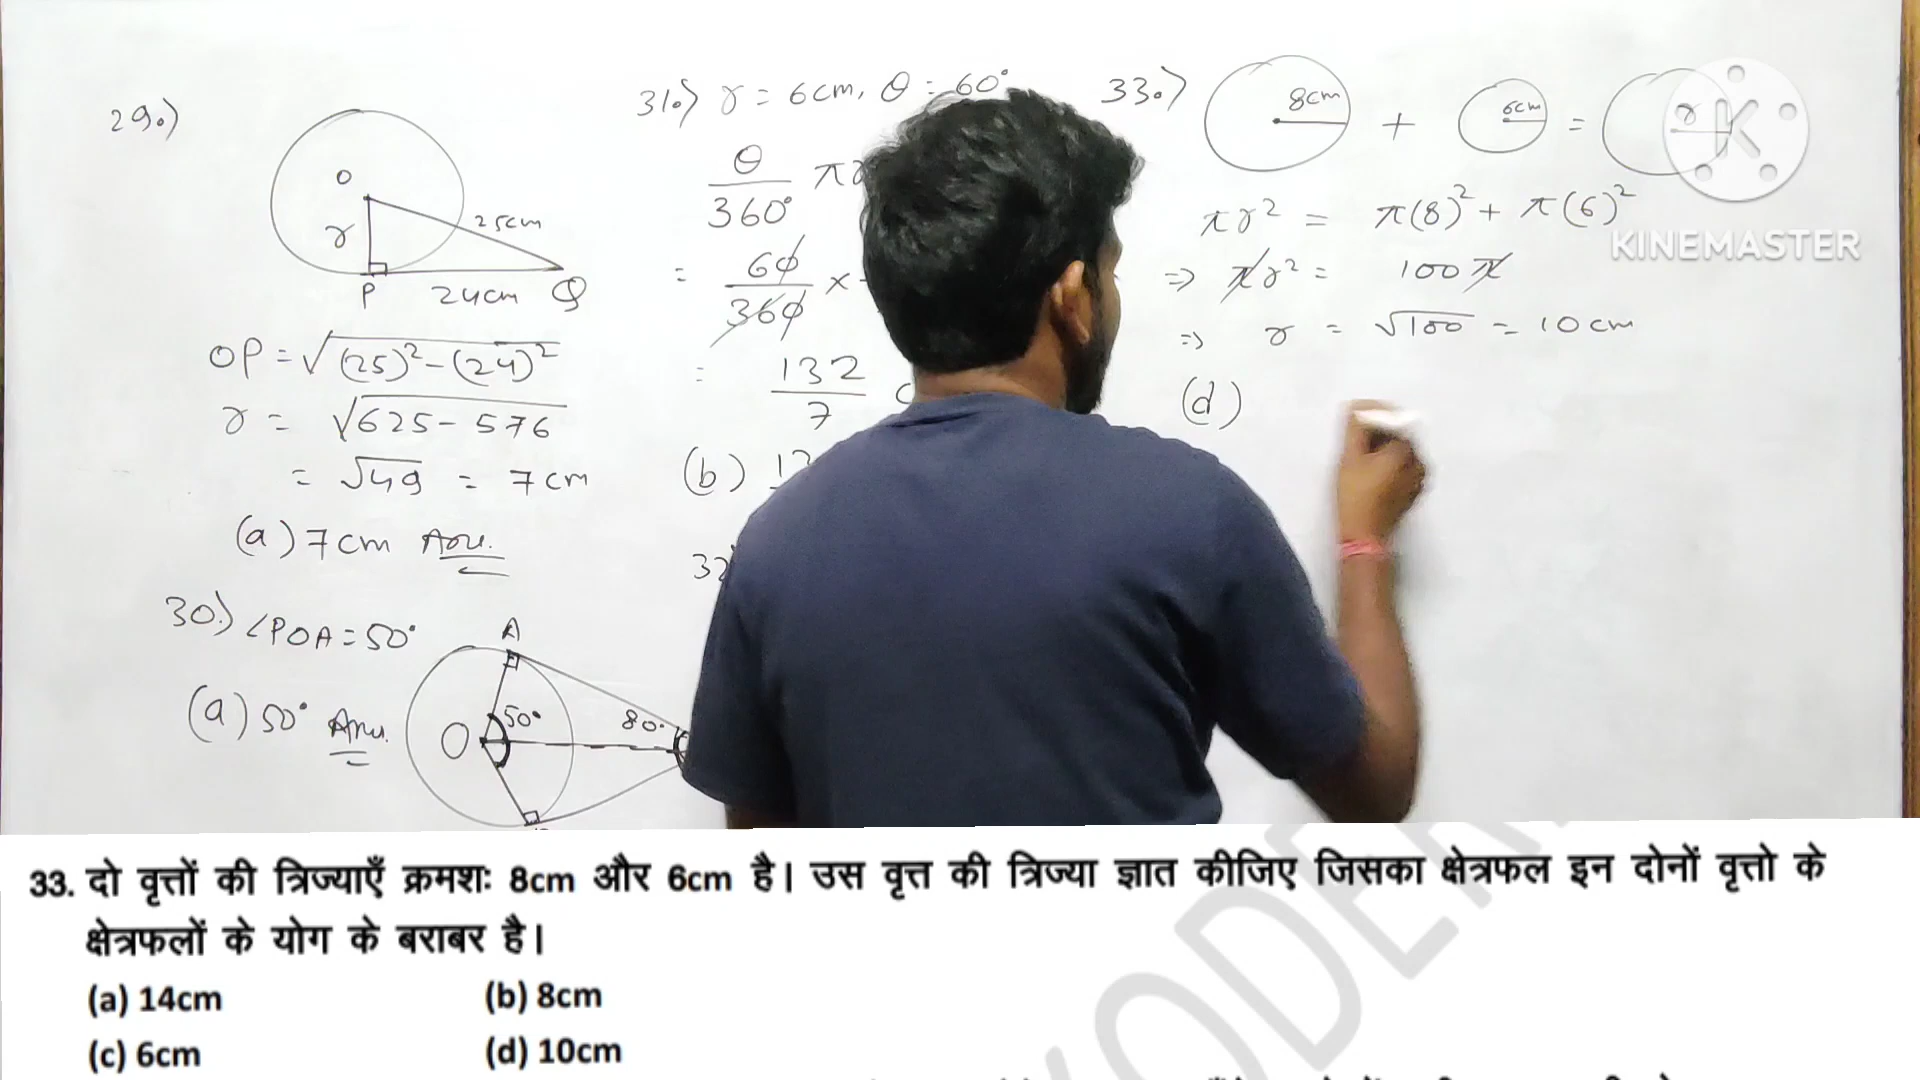 29.)
O
r
25cm
P 24cm Q
OP = √(25)² - (24)²
r = √625 - 576
= √49 = 7cm
(a) 7cm Ans.
30.) ∠POA = 50°
A
O 50° 80°
(a) 50° Ans.
31.) r = 6cm, θ = 60°
θ/360° π
= 60/360 ×
= 132/7
(b)
32
33.) 8cm + 6cm = r
πr² = π(8)² + π(6)²
⇒ πr² = 100π
⇒ r = √100 = 10cm
(d)
KINEMASTER
33. दो वृत्तों की त्रिज्याएँ क्रमशः 8cm और 6cm है। उस वृत्त की त्रिज्या ज्ञात कीजिए जिसका क्षेत्रफल इन दोनों वृत्तो के
क्षेत्रफलों के योग के बराबर है।
(a) 14cm (b) 8cm
(c) 6cm (d) 10cm